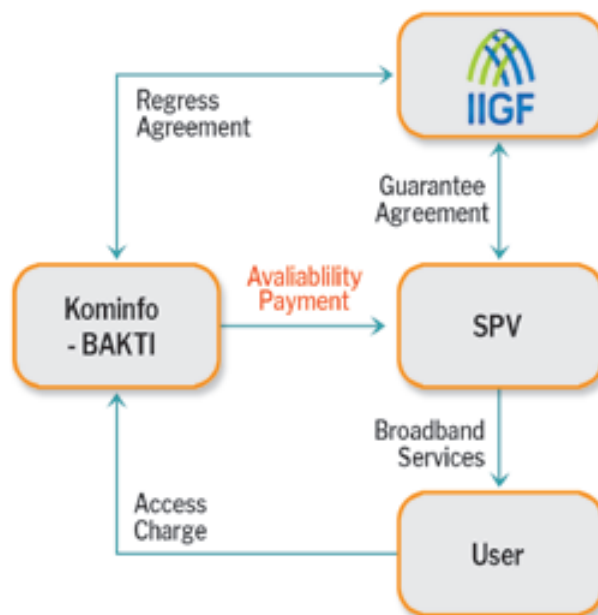 IIGF
Regress
Agreement
Guarantee
Agreement
Avaliablility
Payment
Kominfo
- BAKTI
SPV
Broadband
Services
Access
Charge
User